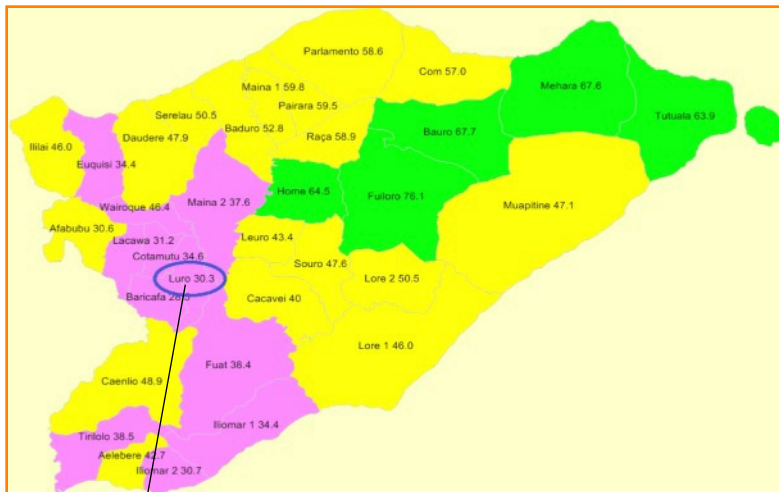 Parlamento 58.6
Com 57.0
Maina 1 59.8
Mehara 67.6
Pairara 59.5
Serelau 50.5
Tutuala 63.9
Baduro 52.8
Bauro 67.7
Daudere 47.9
Raça 58.9
Ililai 46.0
Euquisi 34.4
Home 64.5
Fuiloro 76.1
Maina 2 37.6
Muapitine 47.1
Wairoque 46.4
Afabubu 30.6
Leuro 43.4
Lacawa 31.2
Cotamutu 34.6
Souro 47.6
Luro 30.3
Lore 2 50.5
Baricafa 28.5
Cacavei 40
Lore 1 46.0
Fuat 38.4
Caenlio 48.9
Iliomar 1 34.4
Tirilolo 38.5
Aelebere 42.7
Iliomar 2 30.7